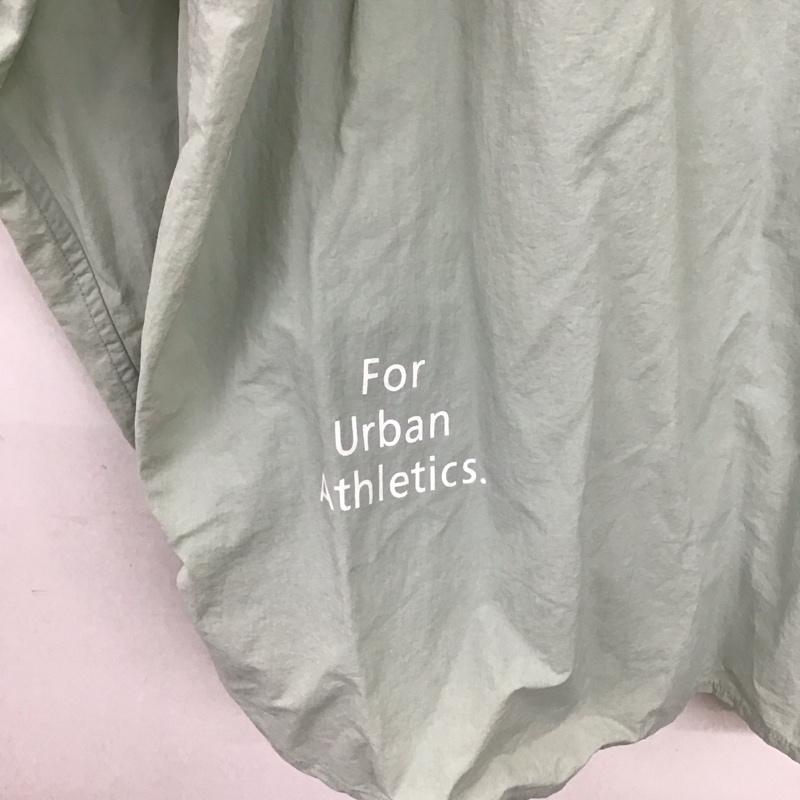 For
Urban
Athletics.